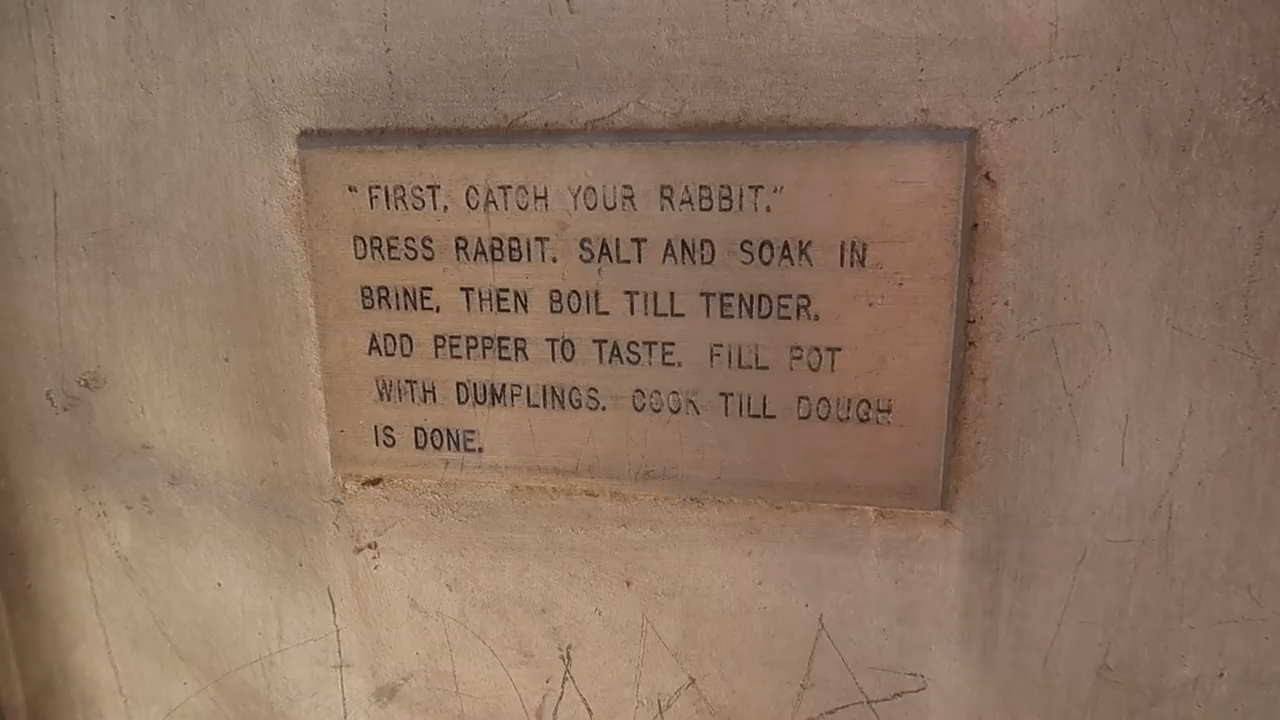 "FIRST, CATCH YOUR RABBIT."
DRESS RABBIT. SALT AND SOAK IN
BRINE, THEN BOIL TILL TENDER.
ADD PEPPER TO TASTE. FILL POT
WITH DUMPLINGS. COOK TILL DOUGH
IS DONE.